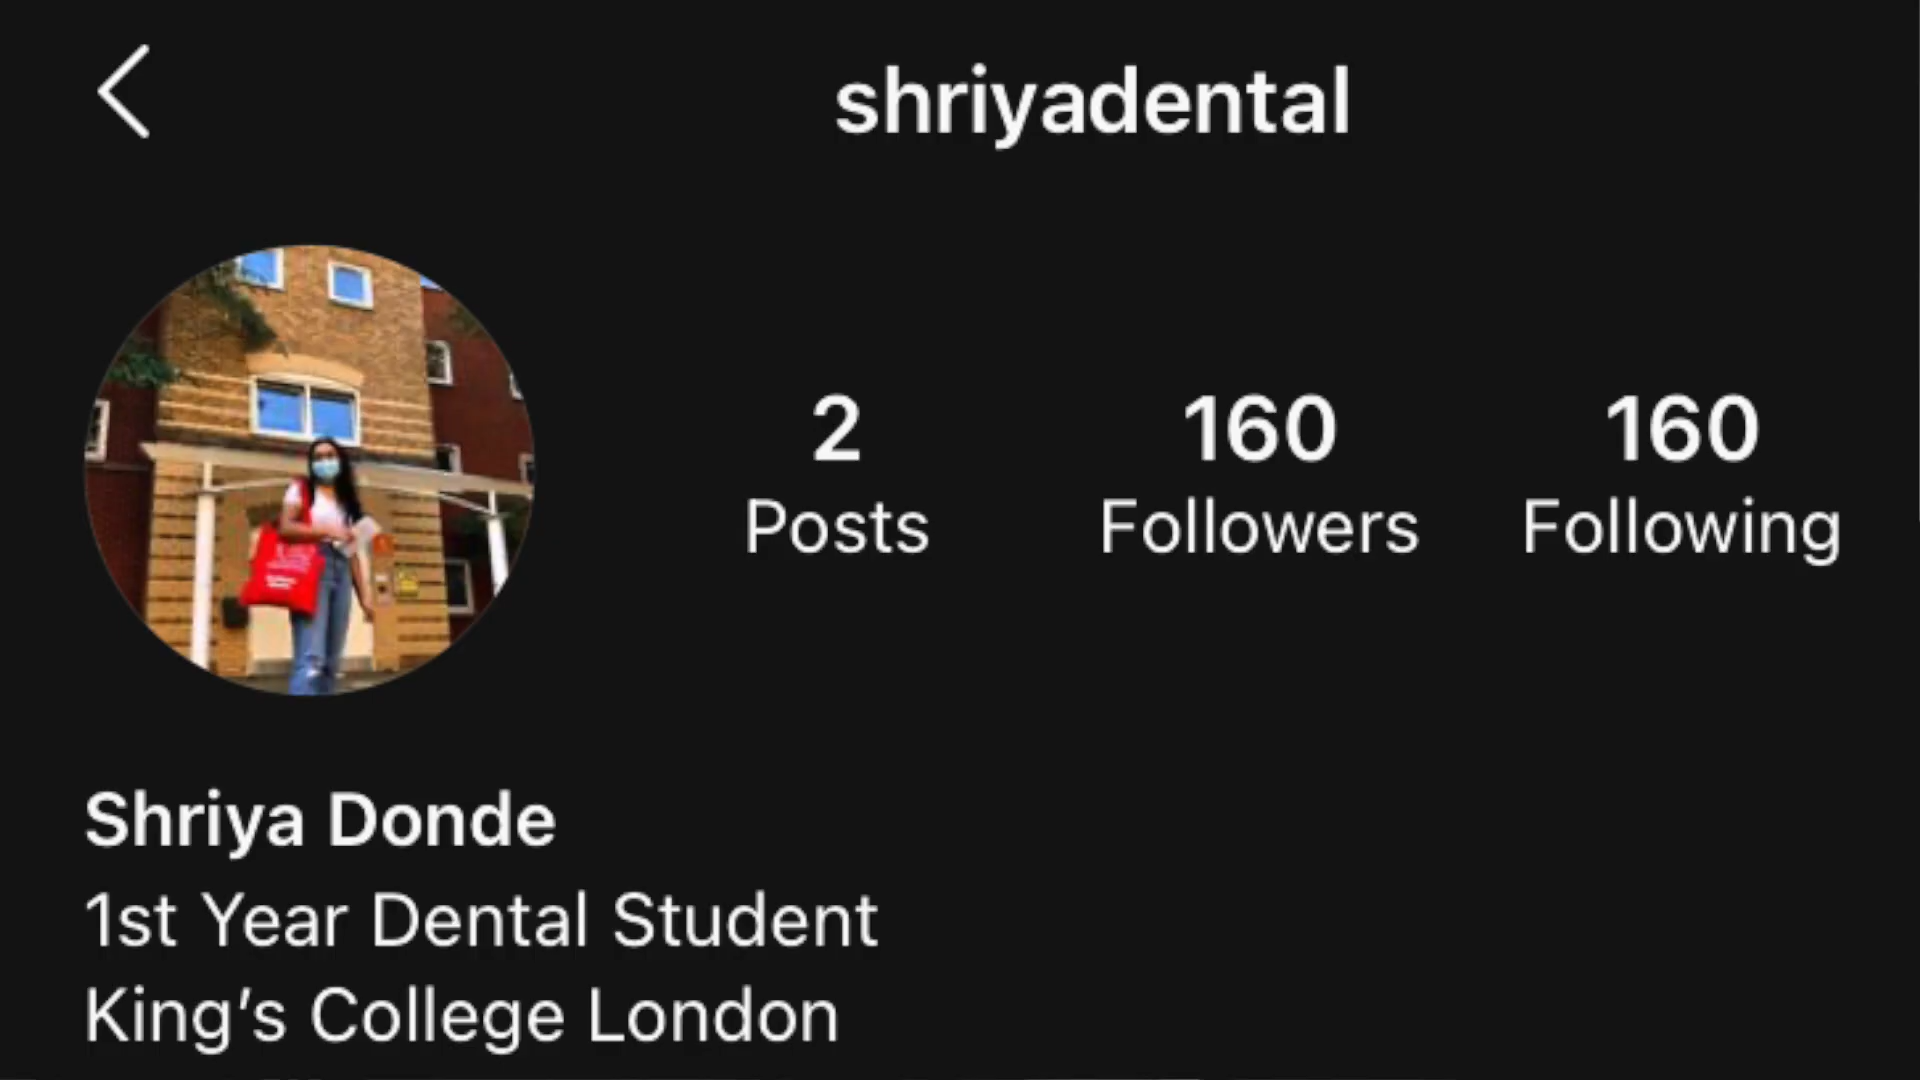 shriyadental
2 160 160
Posts Followers Following
Shriya Donde
1st Year Dental Student
King’s College London